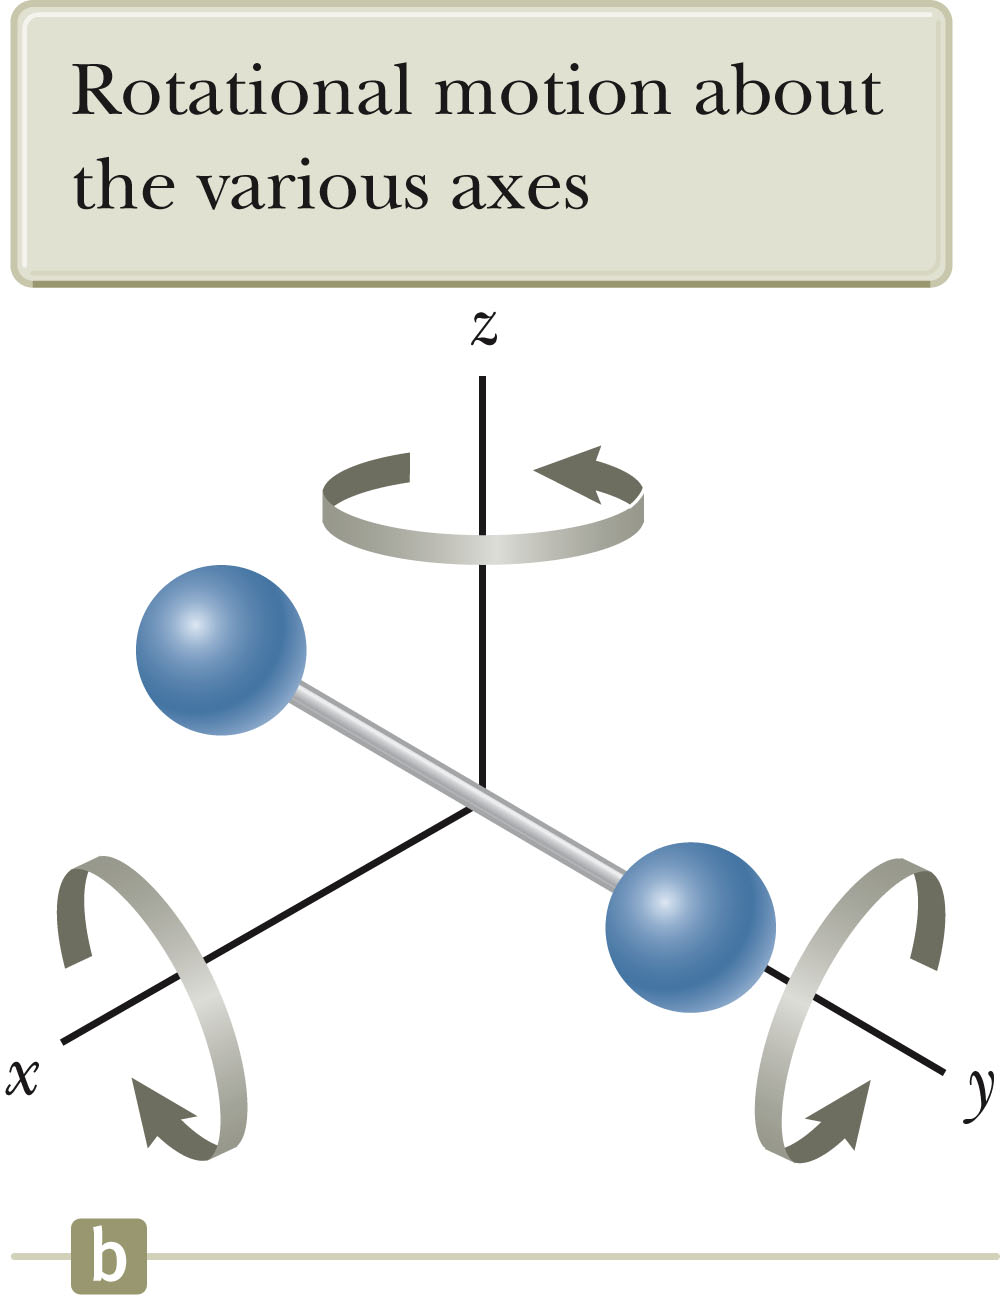 Rotational motion about
the various axes
z
x
y
b